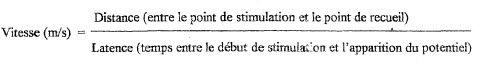 Distance (entre le point de stimulation et le point de recueil)
Vitesse (m/s) =
Latence (temps entre le début de stimulation et l'apparition du potentiel)